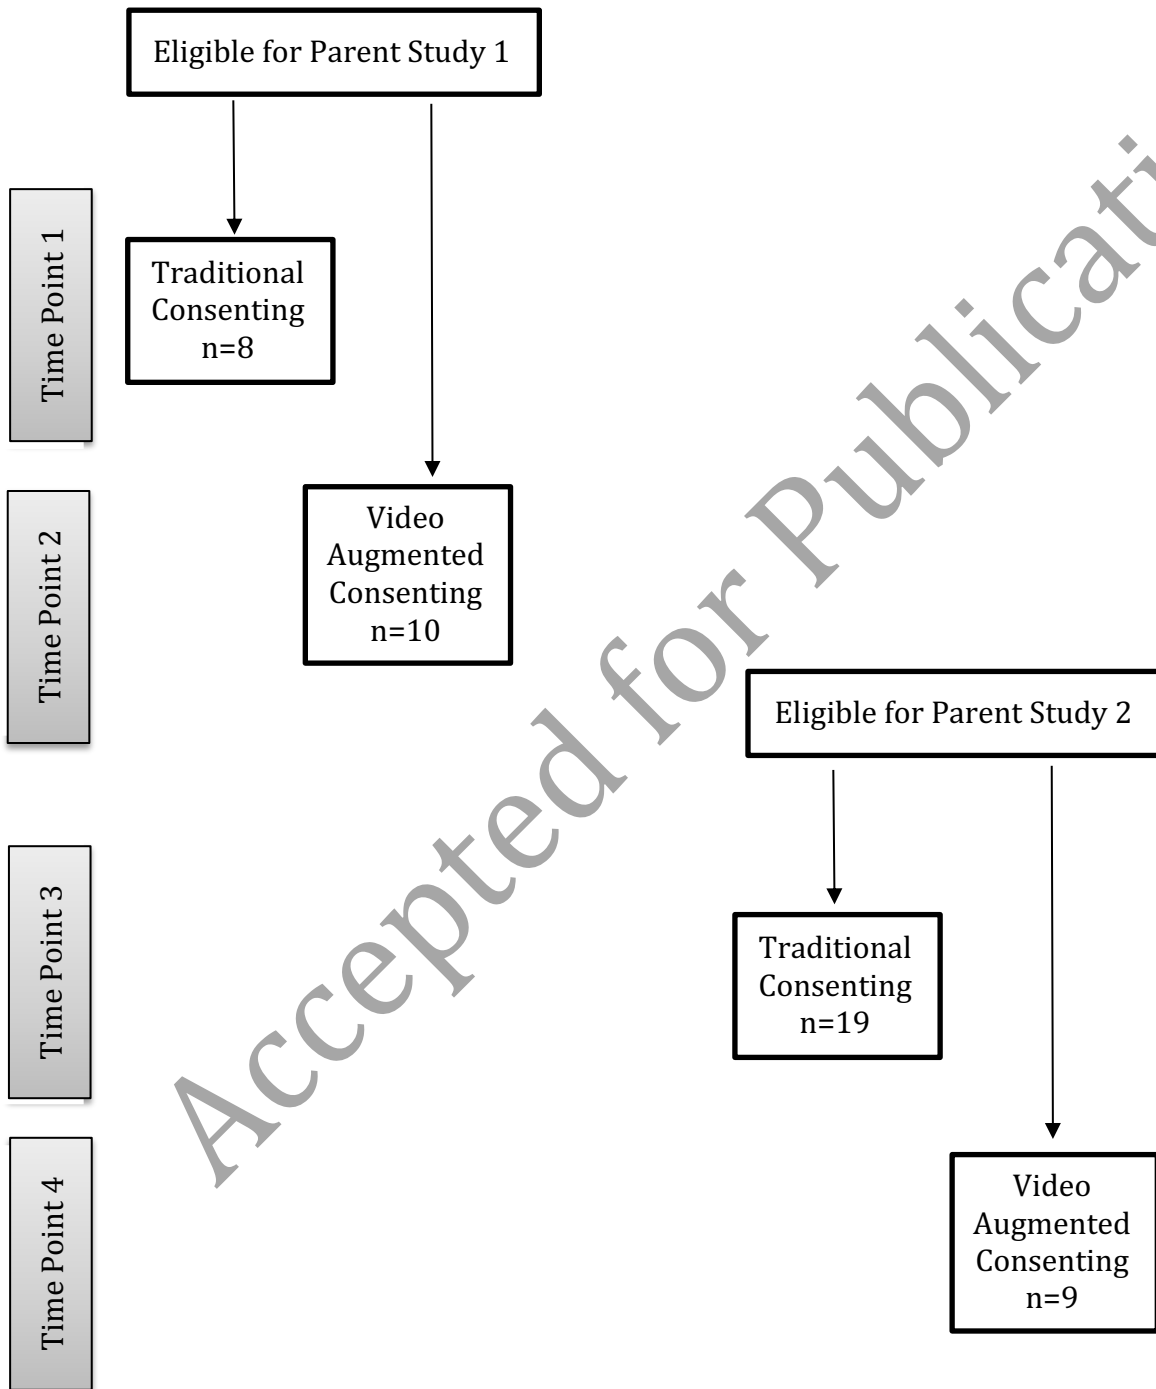 Eligible for Parent Study 1
Time Point 1
Traditional
Consenting
n=8
Time Point 2
Video
Augmented
Consenting
n=10
Eligible for Parent Study 2
Time Point 3
Traditional
Consenting
n=19
Time Point 4
Video
Augmented
Consenting
n=9
Accepted for Publicati